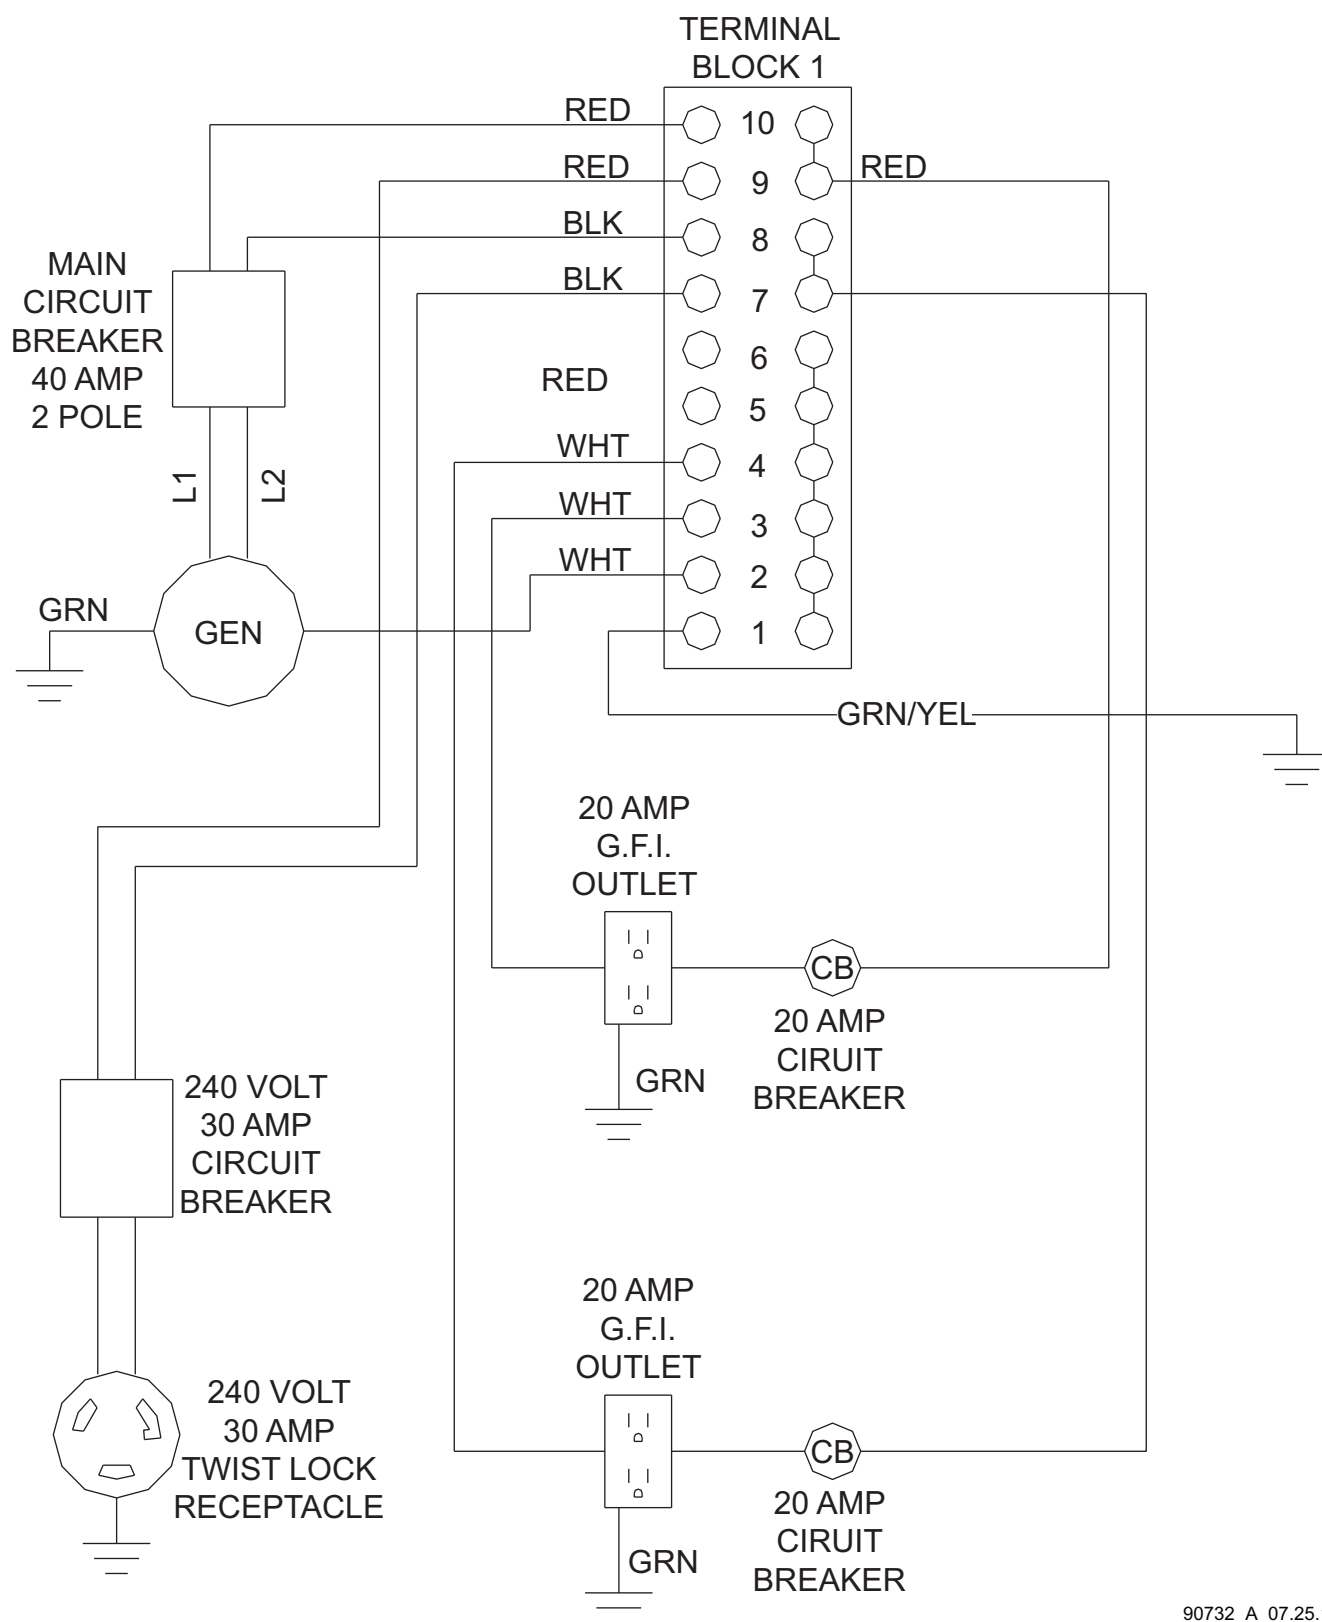 TERMINAL
BLOCK 1
RED
10
RED
9
RED
BLK
8
BLK
7
6
RED
5
WHT
4
WHT
3
WHT
2
1
MAIN
CIRCUIT
BREAKER
40 AMP
2 POLE
L1
L2
GRN
GEN
GRN/YEL
20 AMP
G.F.I.
OUTLET
CB
20 AMP
CIRUIT
BREAKER
GRN
240 VOLT
30 AMP
CIRCUIT
BREAKER
20 AMP
G.F.I.
OUTLET
CB
20 AMP
CIRUIT
BREAKER
GRN
240 VOLT
30 AMP
TWIST LOCK
RECEPTACLE
90732_A_07.25.